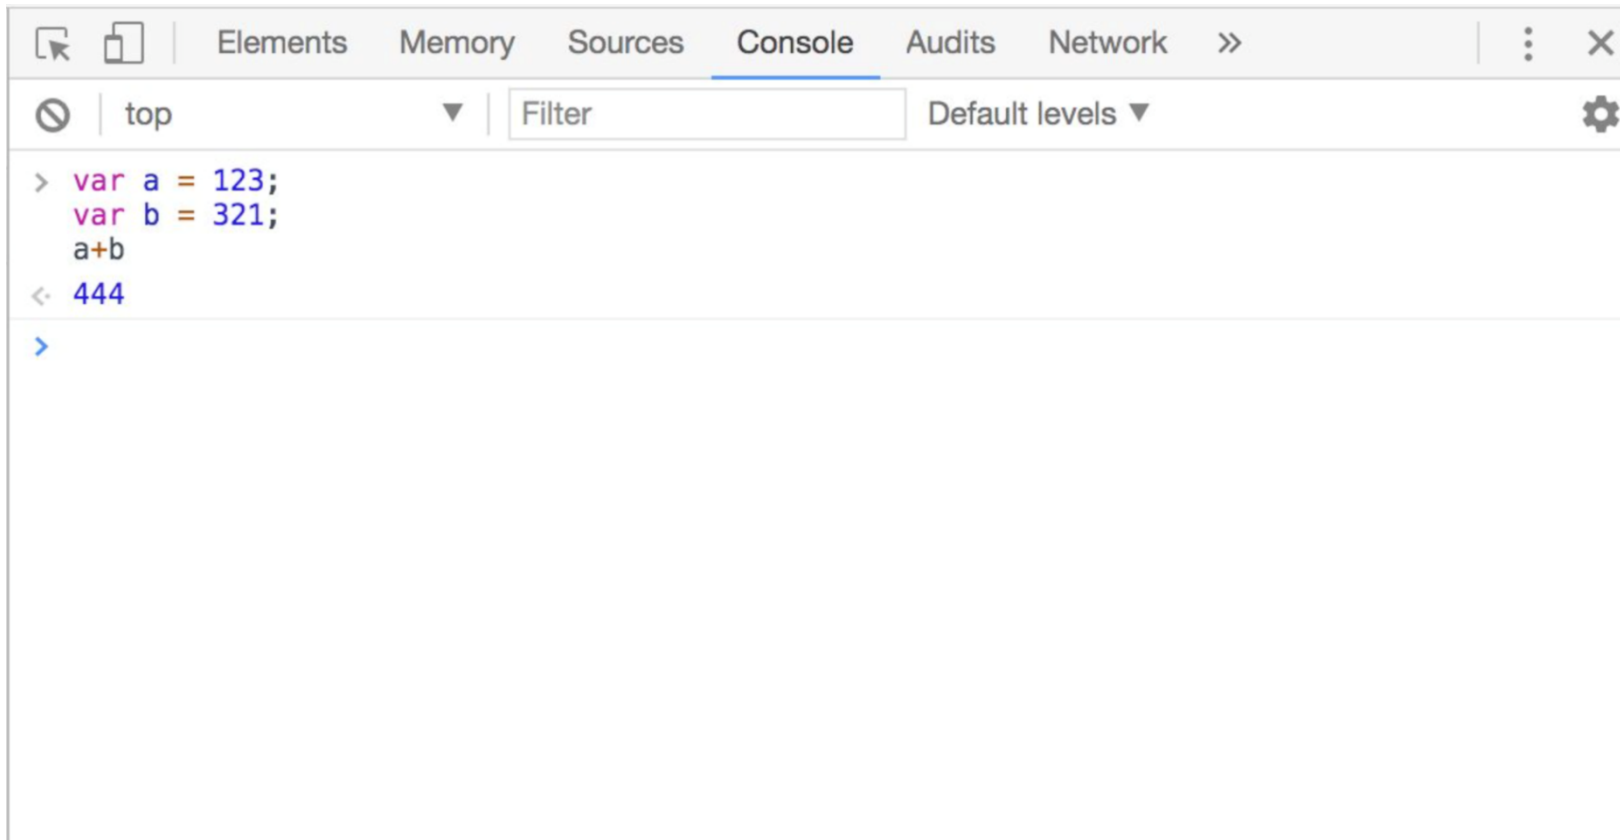 Elements Memory Sources Console Audits Network »
top ▼ Filter Default levels ▼
> var a = 123;
var b = 321;
a+b
444
>